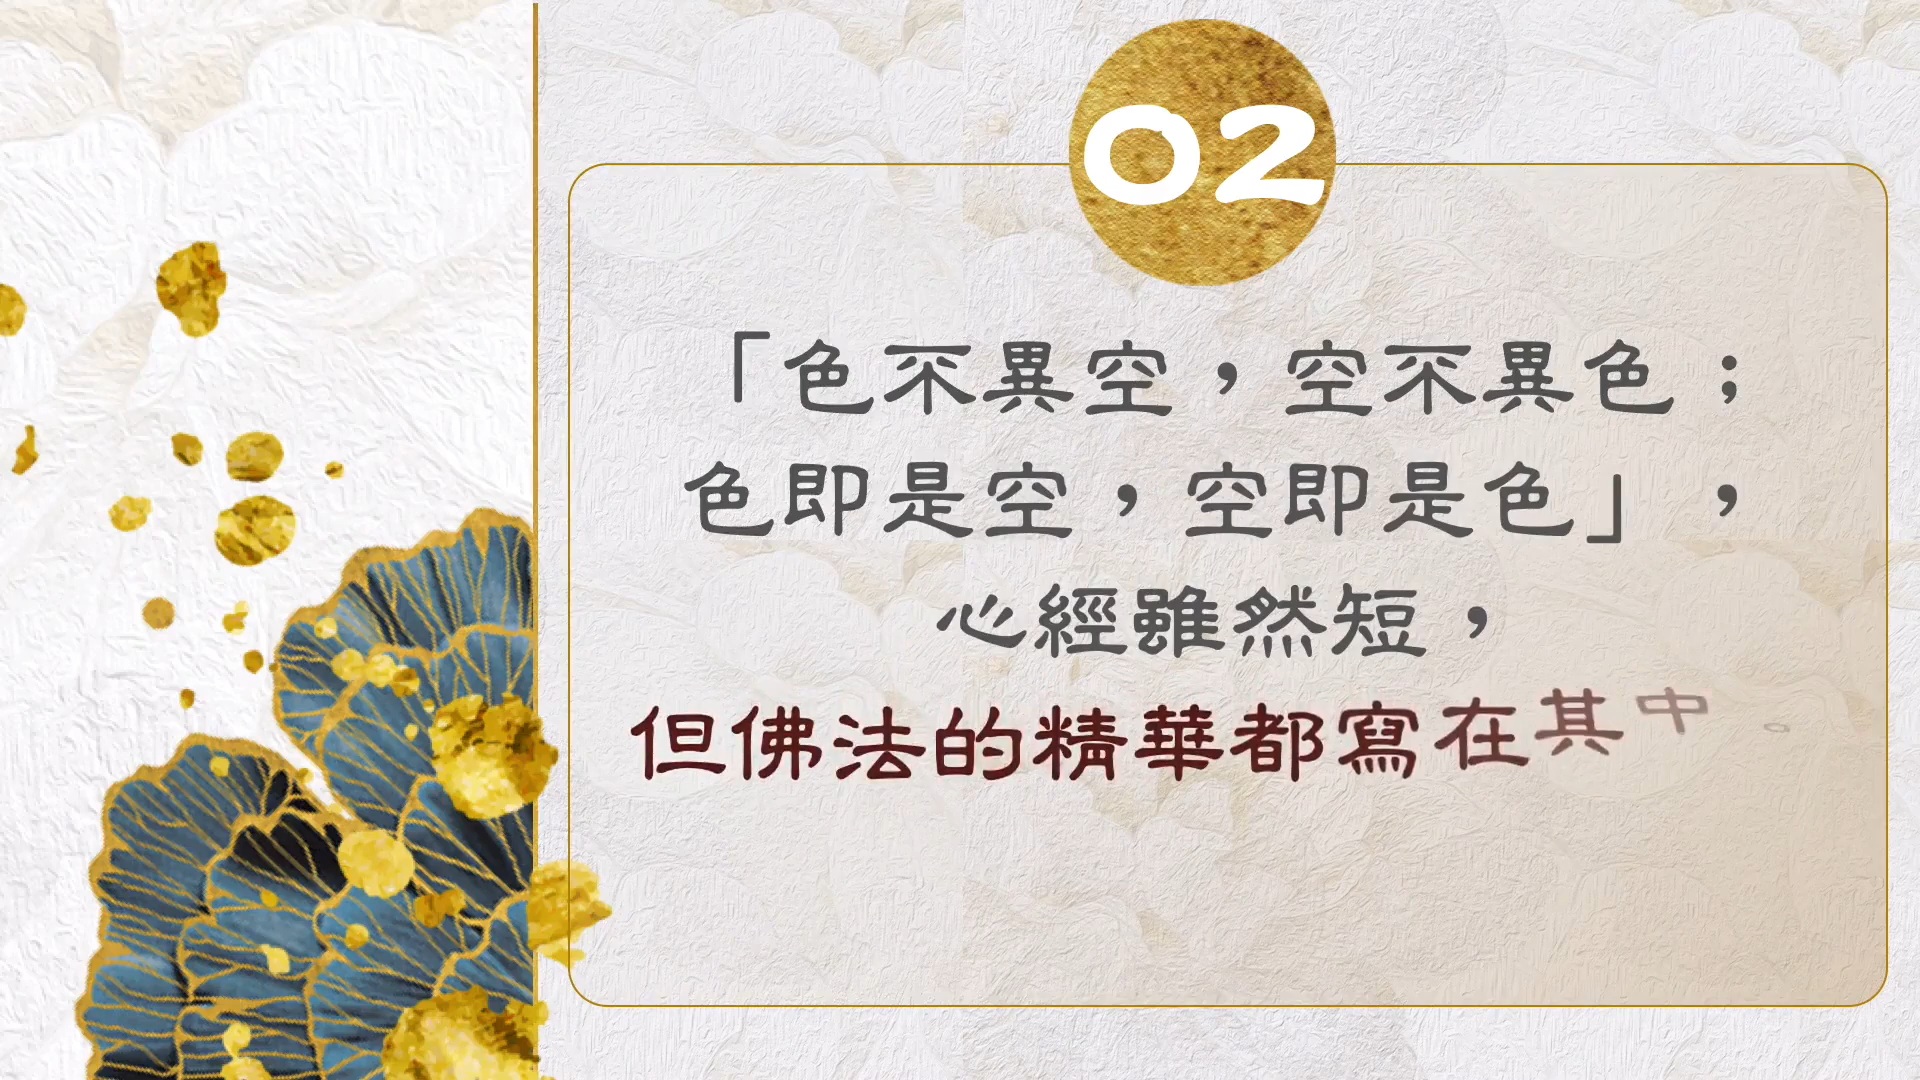 02
「色不異空，空不異色；
色即是空，空即是色」，
心經雖然短，
但佛法的精華都寫在其中。